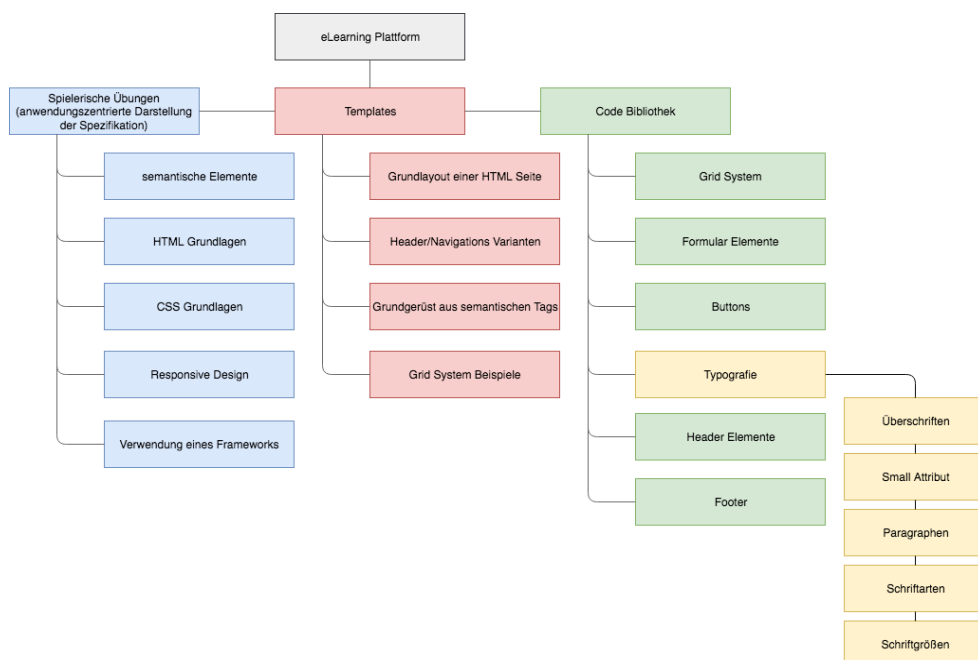 eLearning Plattform
Spielerische Übungen
(anwendungszentrierte Darstellung
der Spezifikation)
Templates
Code Bibliothek
semantische Elemente
HTML Grundlagen
CSS Grundlagen
Responsive Design
Verwendung eines Frameworks
Grundlayout einer HTML Seite
Header/Navigations Varianten
Grundgerüst aus semantischen Tags
Grid System Beispiele
Grid System
Formular Elemente
Buttons
Typografie
Header Elemente
Footer
Überschriften
Small Attribut
Paragraphen
Schriftarten
Schriftgrößen